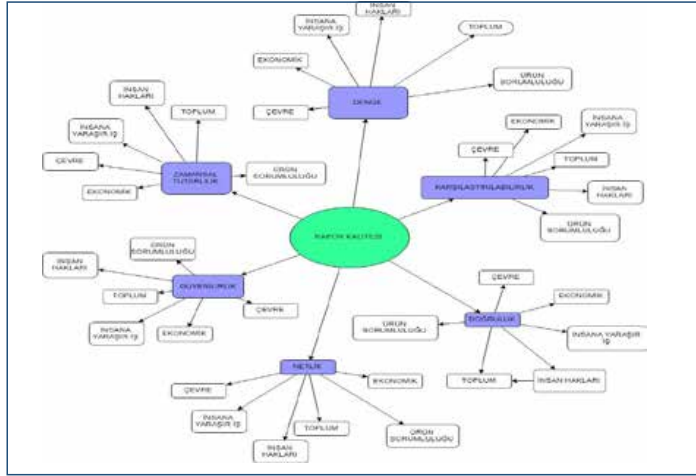 İNSAN HAKLARI
İNSANA
YARAŞIR İŞ
TOPLUM
EKONOMİK
ÜRÜN
SORUMLULUĞU
ÇEVRE
DENGE
İNSAN
HAKLARI
TOPLUM
İNSANA
YARAŞIR İŞ
ÇEVRE
ZAMANSAL
TUTARLILIK
ÜRÜN
SORUMLULUĞU
EKONOMİK
EKONOMİK
İNSANA
YARAŞIR İŞ
ÇEVRE
TOPLUM
KARŞILAŞTIRILABİLİRLİK
İNSAN
HAKLARI
ÜRÜN
SORUMLULUĞU
RAPOR KALİTESİ
ÜRÜN
SORUMLULUĞU
İNSAN
HAKLARI
GÜVENİLİRLİK
TOPLUM
ÇEVRE
İNSANA
YARAŞIR İŞ
EKONOMİK
ÇEVRE
EKONOMİK
ÜRÜN
SORUMLULUĞU
DOĞRULUK
İNSANA YARAŞIR
İŞ
TOPLUM
İNSAN HAKLARI
NETLİK
ÇEVRE
EKONOMİK
İNSANA
YARAŞIR İŞ
TOPLUM
ÜRÜN
SORUMLULUĞU
İNSAN
HAKLARI